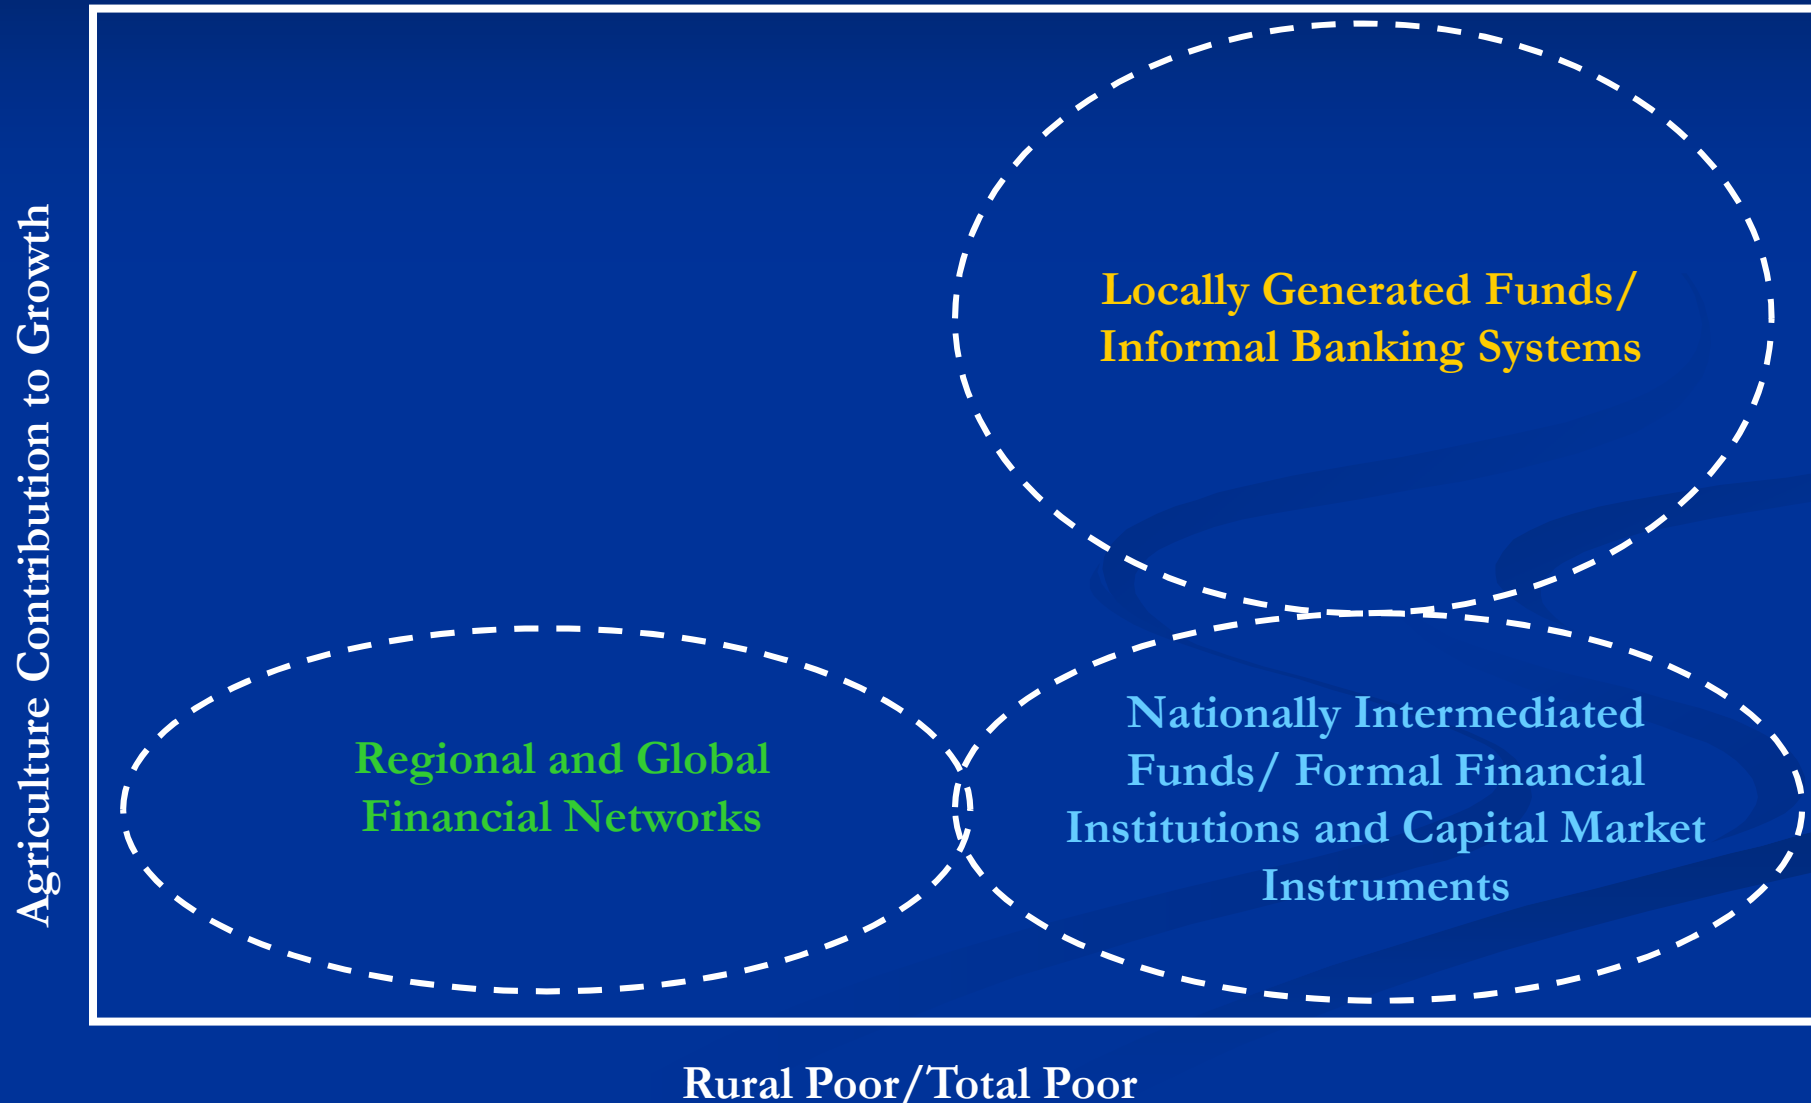 Agriculture Contribution to Growth
Locally Generated Funds/
Informal Banking Systems
Regional and Global
Financial Networks
Nationally Intermediated
Funds/ Formal Financial
Institutions and Capital Market
Instruments
Rural Poor/Total Poor